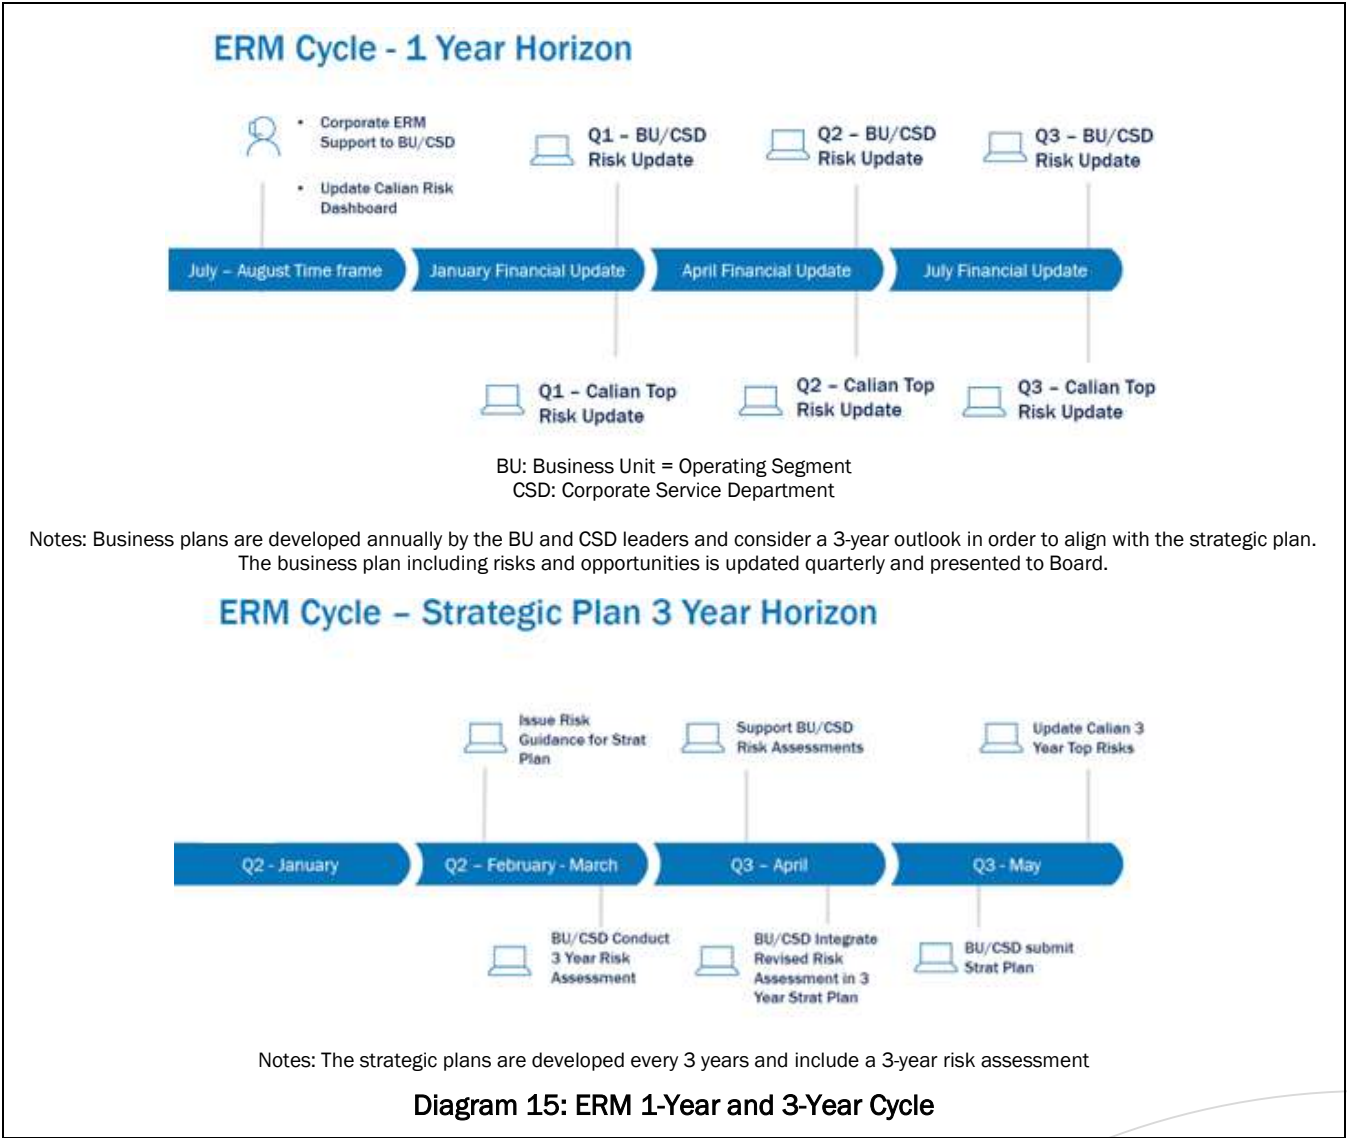 ERM Cycle - 1 Year Horizon
• Corporate ERM
Support to BU/CSD
• Update Calian Risk
Dashboard
Q1 – BU/CSD
Risk Update
Q2 – BU/CSD
Risk Update
Q3 – BU/CSD
Risk Update
July – August Time frame
January Financial Update
April Financial Update
July Financial Update
Q1 – Calian Top
Risk Update
Q2 – Calian Top
Risk Update
Q3 – Calian Top
Risk Update
BU: Business Unit = Operating Segment
CSD: Corporate Service Department
Notes: Business plans are developed annually by the BU and CSD leaders and consider a 3-year outlook in order to align with the strategic plan.
The business plan including risks and opportunities is updated quarterly and presented to Board.
ERM Cycle – Strategic Plan 3 Year Horizon
Issue Risk
Guidance for Strat
Plan
Support BU/CSD
Risk Assessments
Update Calian 3
Year Top Risks
Q2 - January
Q2 – February - March
Q3 – April
Q3 - May
BU/CSD Conduct
3 Year Risk
Assessment
BU/CSD Integrate
Revised Risk
Assessment in 3
Year Strat Plan
BU/CSD submit
Strat Plan
Notes: The strategic plans are developed every 3 years and include a 3-year risk assessment
Diagram 15: ERM 1-Year and 3-Year Cycle